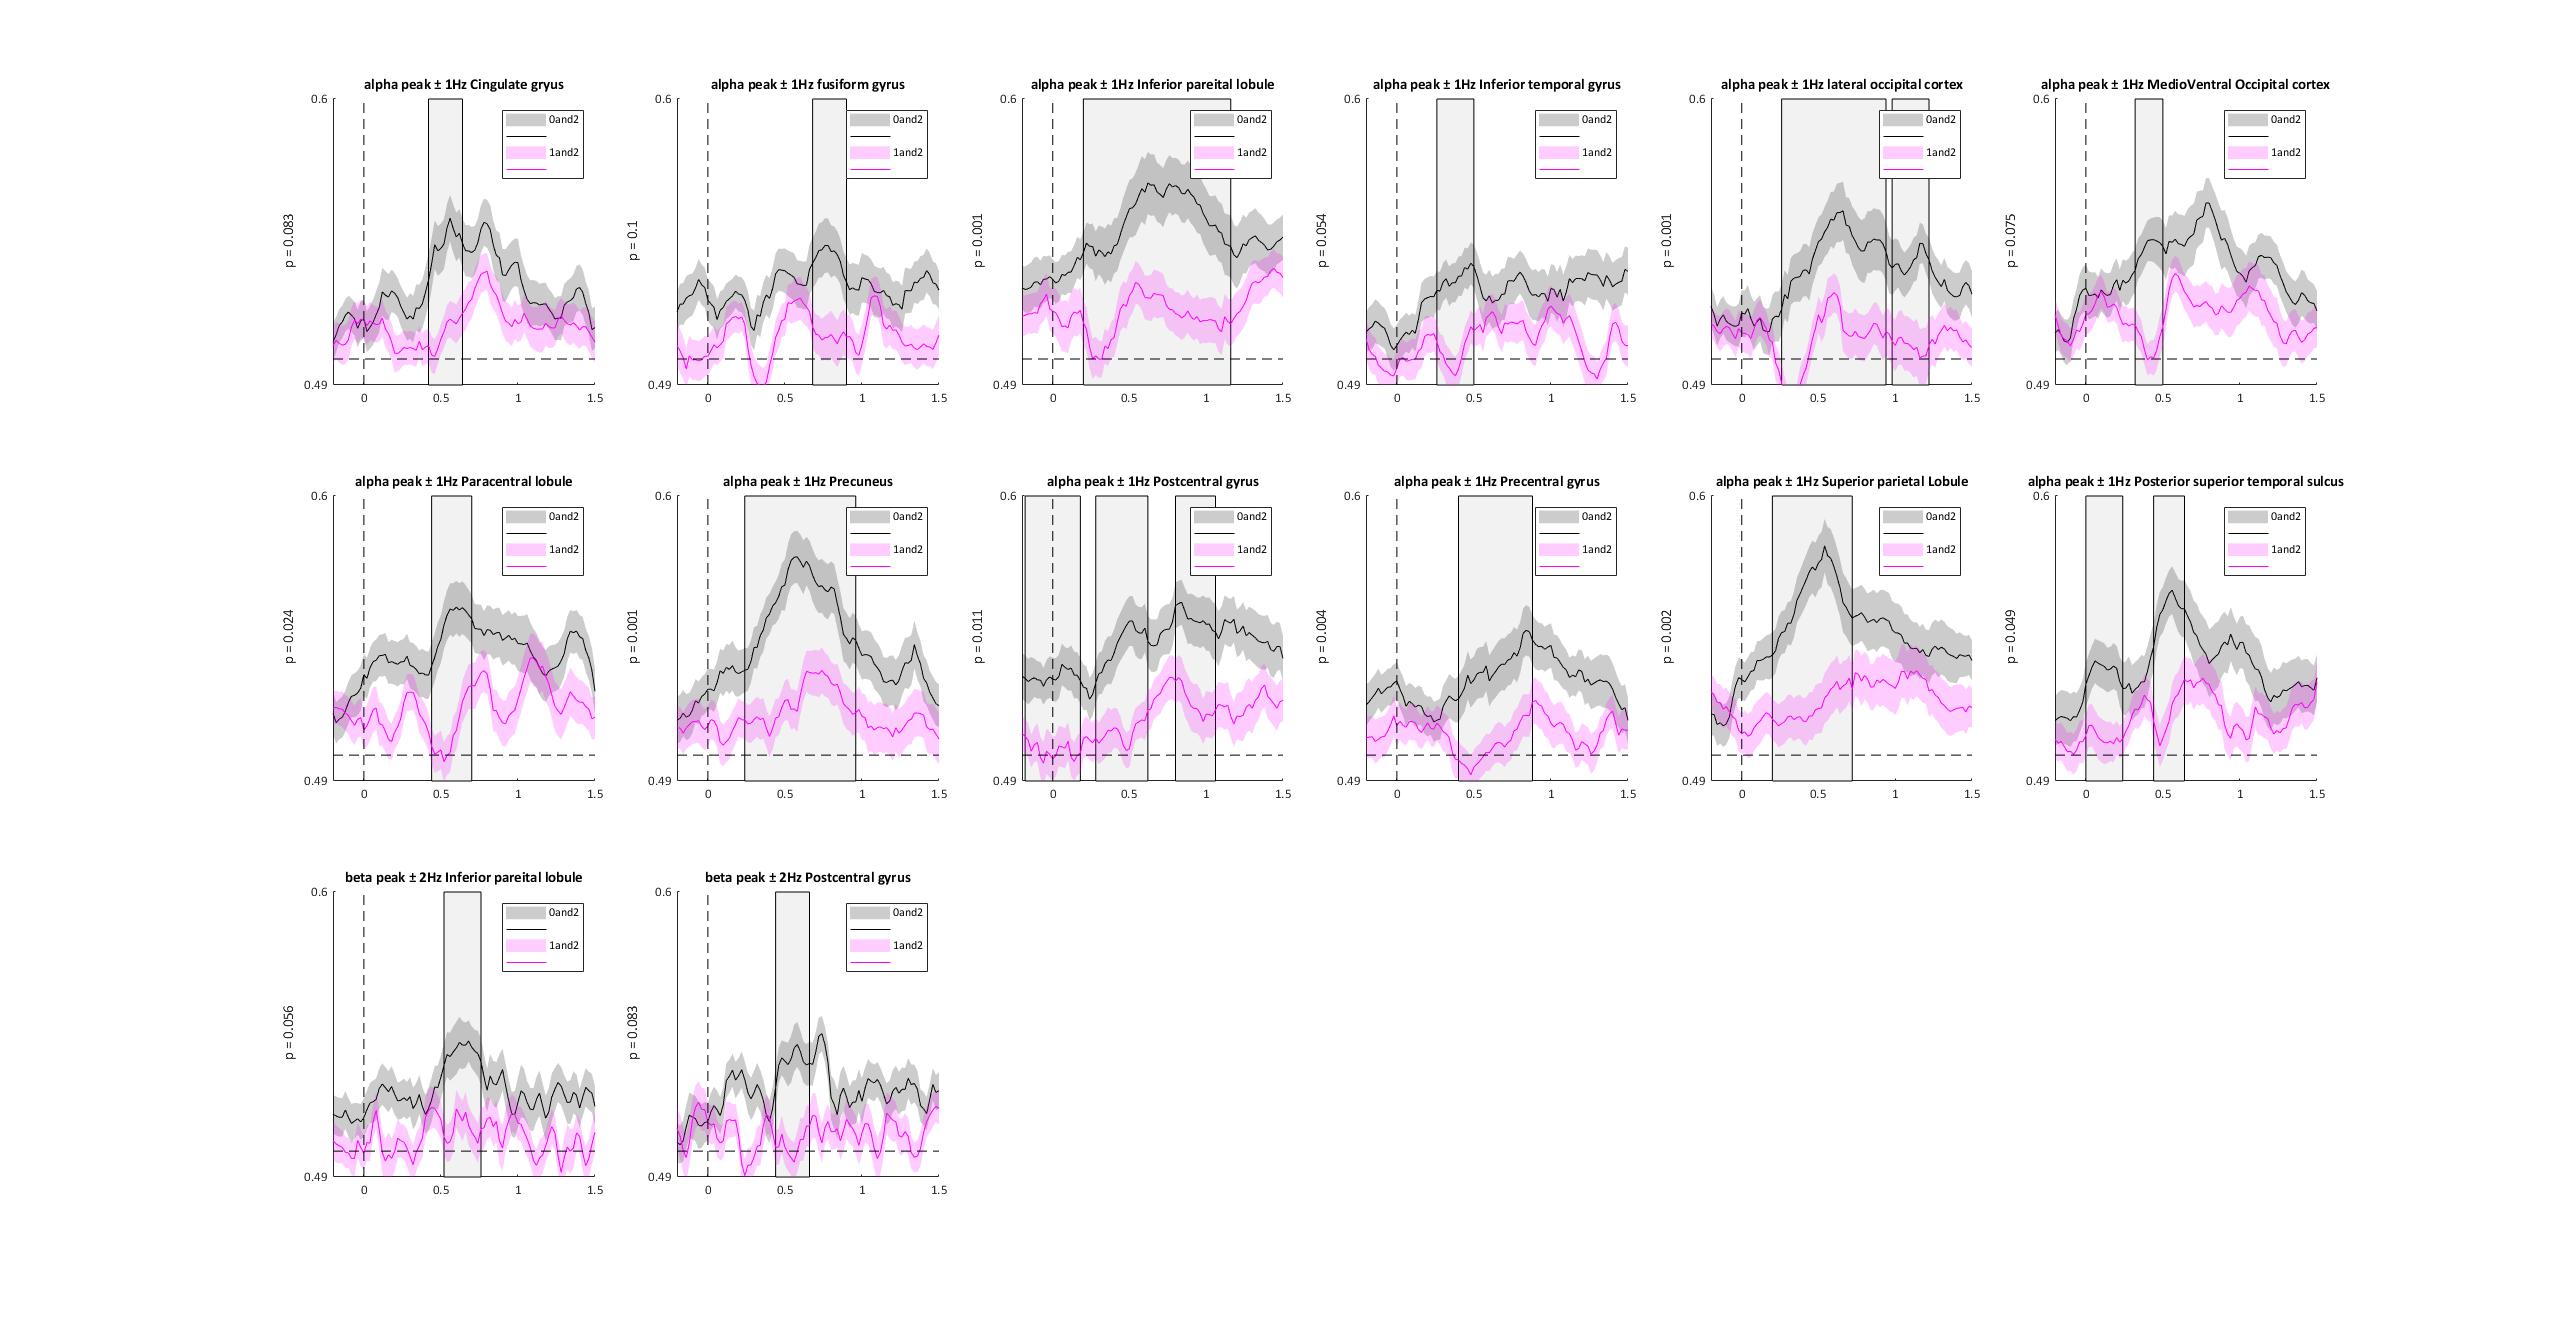 alpha peak ± 1Hz Cingulate gryus
0.6
0and2
1and2
p = 0.083
0.49
0 0.5 1 1.5
alpha peak ± 1Hz fusiform gyrus
0.6
0and2
1and2
p = 0.1
0.49
0 0.5 1 1.5
alpha peak ± 1Hz Inferior pareital lobule
0.6
0and2
1and2
p = 0.001
0.49
0 0.5 1 1.5
alpha peak ± 1Hz Inferior temporal gyrus
0.6
0and2
1and2
p = 0.054
0.49
0 0.5 1 1.5
alpha peak ± 1Hz lateral occipital cortex
0.6
0and2
1and2
p = 0.001
0.49
0 0.5 1 1.5
alpha peak ± 1Hz MedioVentral Occipital cortex
0.6
0and2
1and2
p = 0.075
0.49
0 0.5 1 1.5
alpha peak ± 1Hz Paracentral lobule
0.6
0and2
1and2
p = 0.024
0.49
0 0.5 1 1.5
alpha peak ± 1Hz Precuneus
0.6
0and2
1and2
p = 0.001
0.49
0 0.5 1 1.5
alpha peak ± 1Hz Postcentral gyrus
0.6
0and2
1and2
p = 0.011
0.49
0 0.5 1 1.5
alpha peak ± 1Hz Precentral gyrus
0.6
0and2
1and2
p = 0.004
0.49
0 0.5 1 1.5
alpha peak ± 1Hz Superior parietal Lobule
0.6
0and2
1and2
p = 0.002
0.49
0 0.5 1 1.5
alpha peak ± 1Hz Posterior superior temporal sulcus
0.6
0and2
1and2
p = 0.049
0.49
0 0.5 1 1.5
beta peak ± 2Hz Inferior pareital lobule
0.6
0and2
1and2
p = 0.056
0.49
0 0.5 1 1.5
beta peak ± 2Hz Postcentral gyrus
0.6
0and2
1and2
p = 0.083
0.49
0 0.5 1 1.5